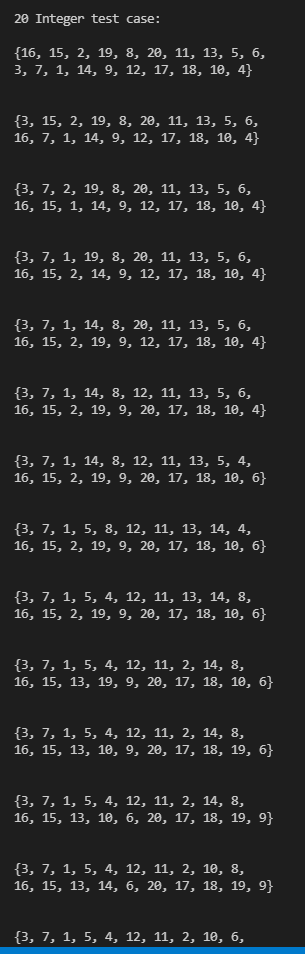 20 Integer test case:
{16, 15, 2, 19, 8, 20, 11, 13, 5, 6,
3, 7, 1, 14, 9, 12, 17, 18, 10, 4}
{3, 15, 2, 19, 8, 20, 11, 13, 5, 6,
16, 7, 1, 14, 9, 12, 17, 18, 10, 4}
{3, 7, 2, 19, 8, 20, 11, 13, 5, 6,
16, 15, 1, 14, 9, 12, 17, 18, 10, 4}
{3, 7, 1, 19, 8, 20, 11, 13, 5, 6,
16, 15, 2, 14, 9, 12, 17, 18, 10, 4}
{3, 7, 1, 14, 8, 20, 11, 13, 5, 6,
16, 15, 2, 19, 9, 12, 17, 18, 10, 4}
{3, 7, 1, 14, 8, 12, 11, 13, 5, 6,
16, 15, 2, 19, 9, 20, 17, 18, 10, 4}
{3, 7, 1, 14, 8, 12, 11, 13, 5, 4,
16, 15, 2, 19, 9, 20, 17, 18, 10, 6}
{3, 7, 1, 5, 8, 12, 11, 13, 14, 4,
16, 15, 2, 19, 9, 20, 17, 18, 10, 6}
{3, 7, 1, 5, 4, 12, 11, 13, 14, 8,
16, 15, 2, 19, 9, 20, 17, 18, 10, 6}
{3, 7, 1, 5, 4, 12, 11, 2, 14, 8,
16, 15, 13, 19, 9, 20, 17, 18, 10, 6}
{3, 7, 1, 5, 4, 12, 11, 2, 14, 8,
16, 15, 13, 10, 9, 20, 17, 18, 19, 6}
{3, 7, 1, 5, 4, 12, 11, 2, 14, 8,
16, 15, 13, 10, 6, 20, 17, 18, 19, 9}
{3, 7, 1, 5, 4, 12, 11, 2, 10, 8,
16, 15, 13, 14, 6, 20, 17, 18, 19, 9}
{3, 7, 1, 5, 4, 12, 11, 2, 10, 6,